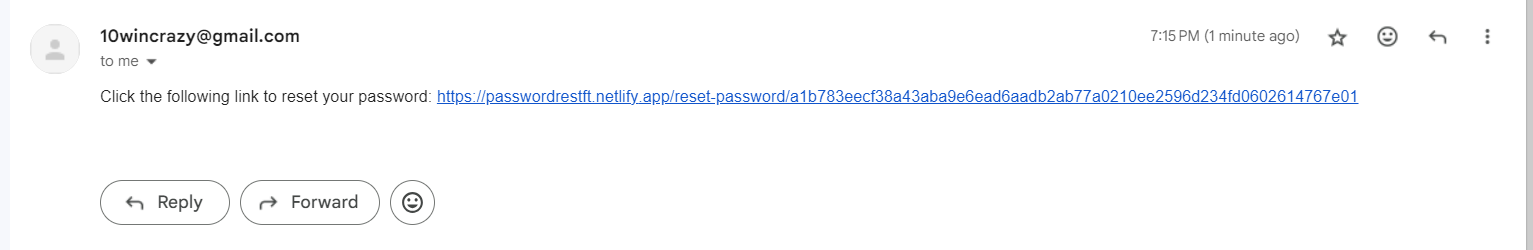 10wincrazy@gmail.com
7:15 PM (1 minute ago)
to me
Click the following link to reset your password: https://passwordrestft.netlify.app/reset-password/a1b783eecf38a43aba9e6ead6aadb2ab77a0210ee2596d234fd0602614767e01
Reply
Forward